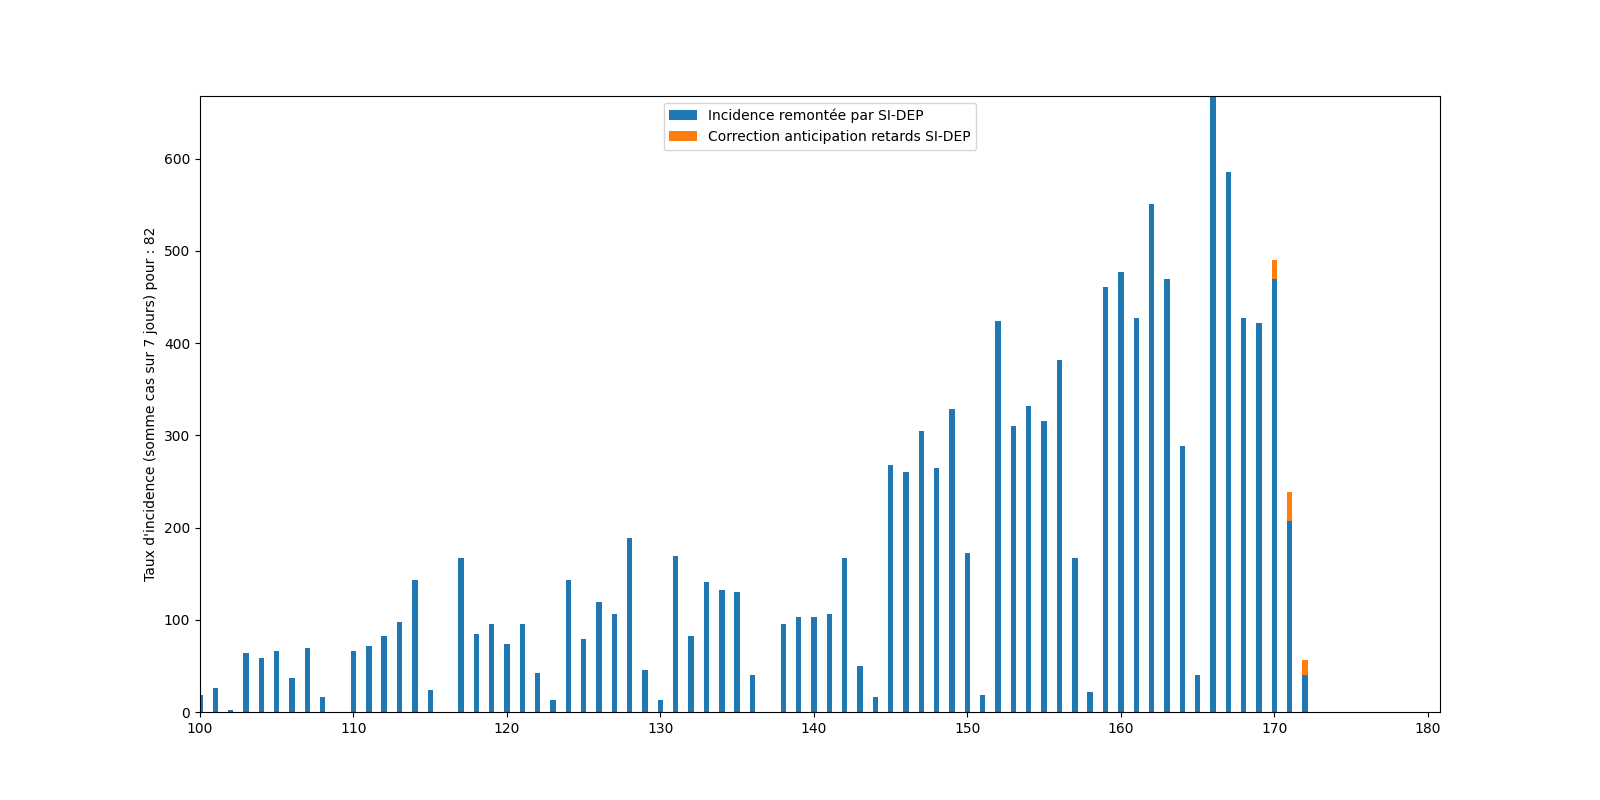 Incidence remontée par SI-DEP
Correction anticipation retards SI-DEP
Taux d'incidence (somme cas sur 7 jours) pour : 82
600
500
400
300
200
100
0
100 110 120 130 140 150 160 170 180